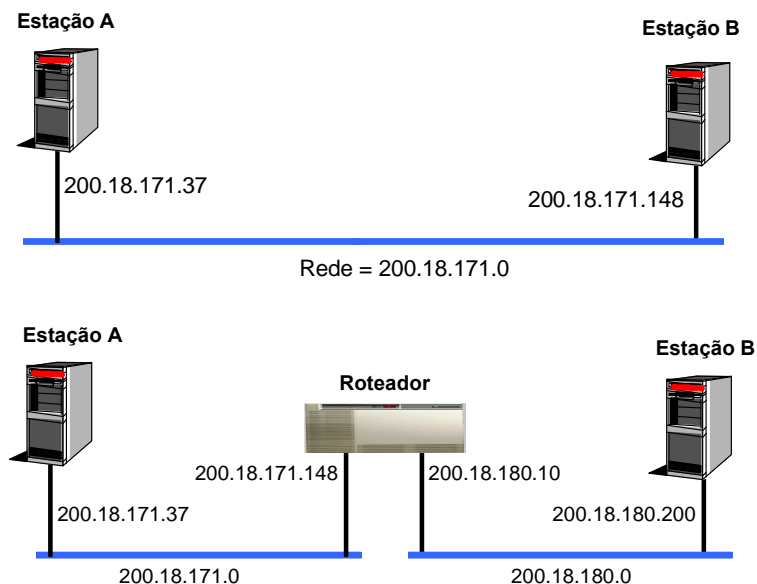 Estação A
Estação B
200.18.171.37
200.18.171.148
Rede = 200.18.171.0
Estação A
Estação B
Roteador
200.18.171.148
200.18.180.10
200.18.171.37
200.18.180.200
200.18.171.0
200.18.180.0